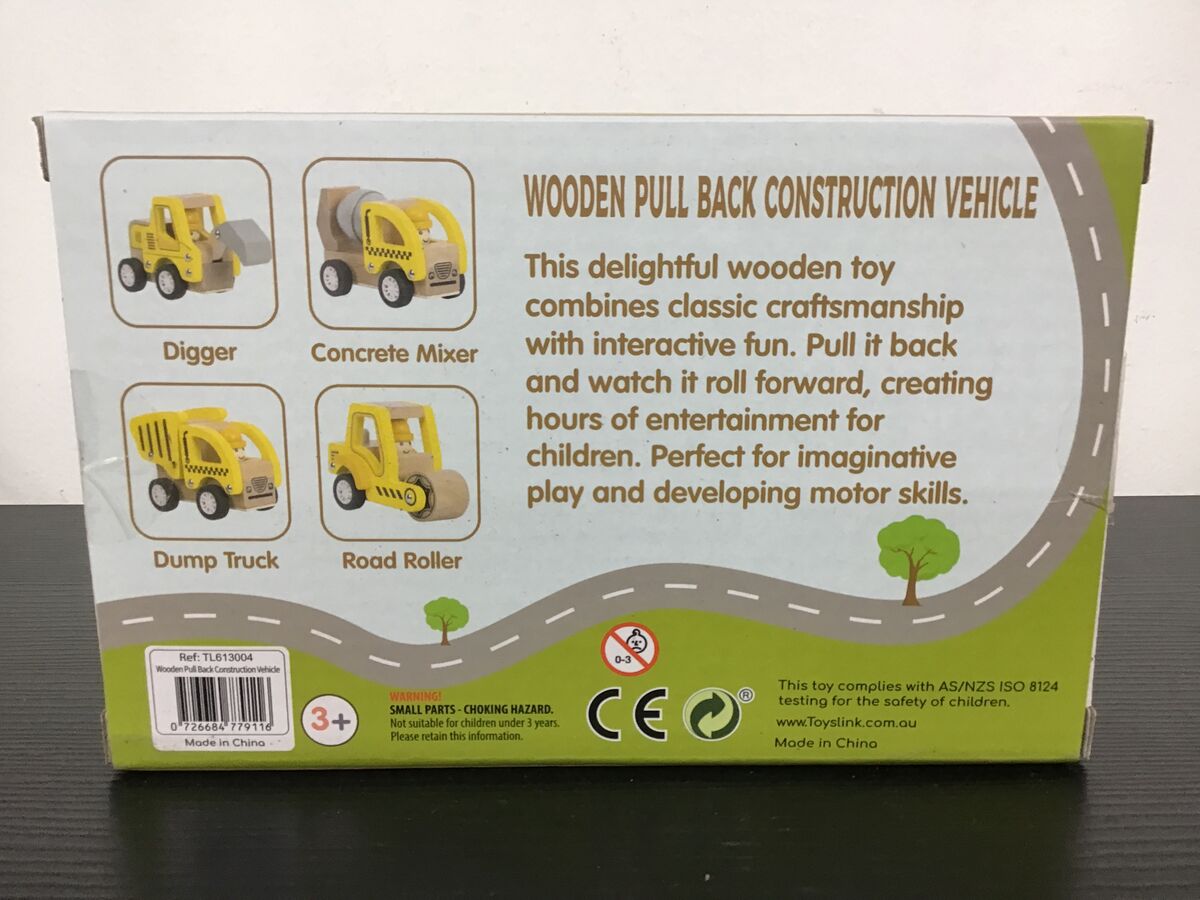 WOODEN PULL BACK CONSTRUCTION VEHICLE
This delightful wooden toy
combines classic craftsmanship
with interactive fun. Pull it back
and watch it roll forward, creating
hours of entertainment for
children. Perfect for imaginative
play and developing motor skills.
Digger
Concrete Mixer
Dump Truck
Road Roller
Ref: TL613004
Wooden Pull Back Construction Vehicle
0 726684 779116
Made in China
3+
WARNING!
SMALL PARTS - CHOKING HAZARD.
Not suitable for children under 3 years.
Please retain this information.
0-3
CE
®
This toy complies with AS/NZS ISO 8124
testing for the safety of children.
www.Toyslink.com.au
Made in China